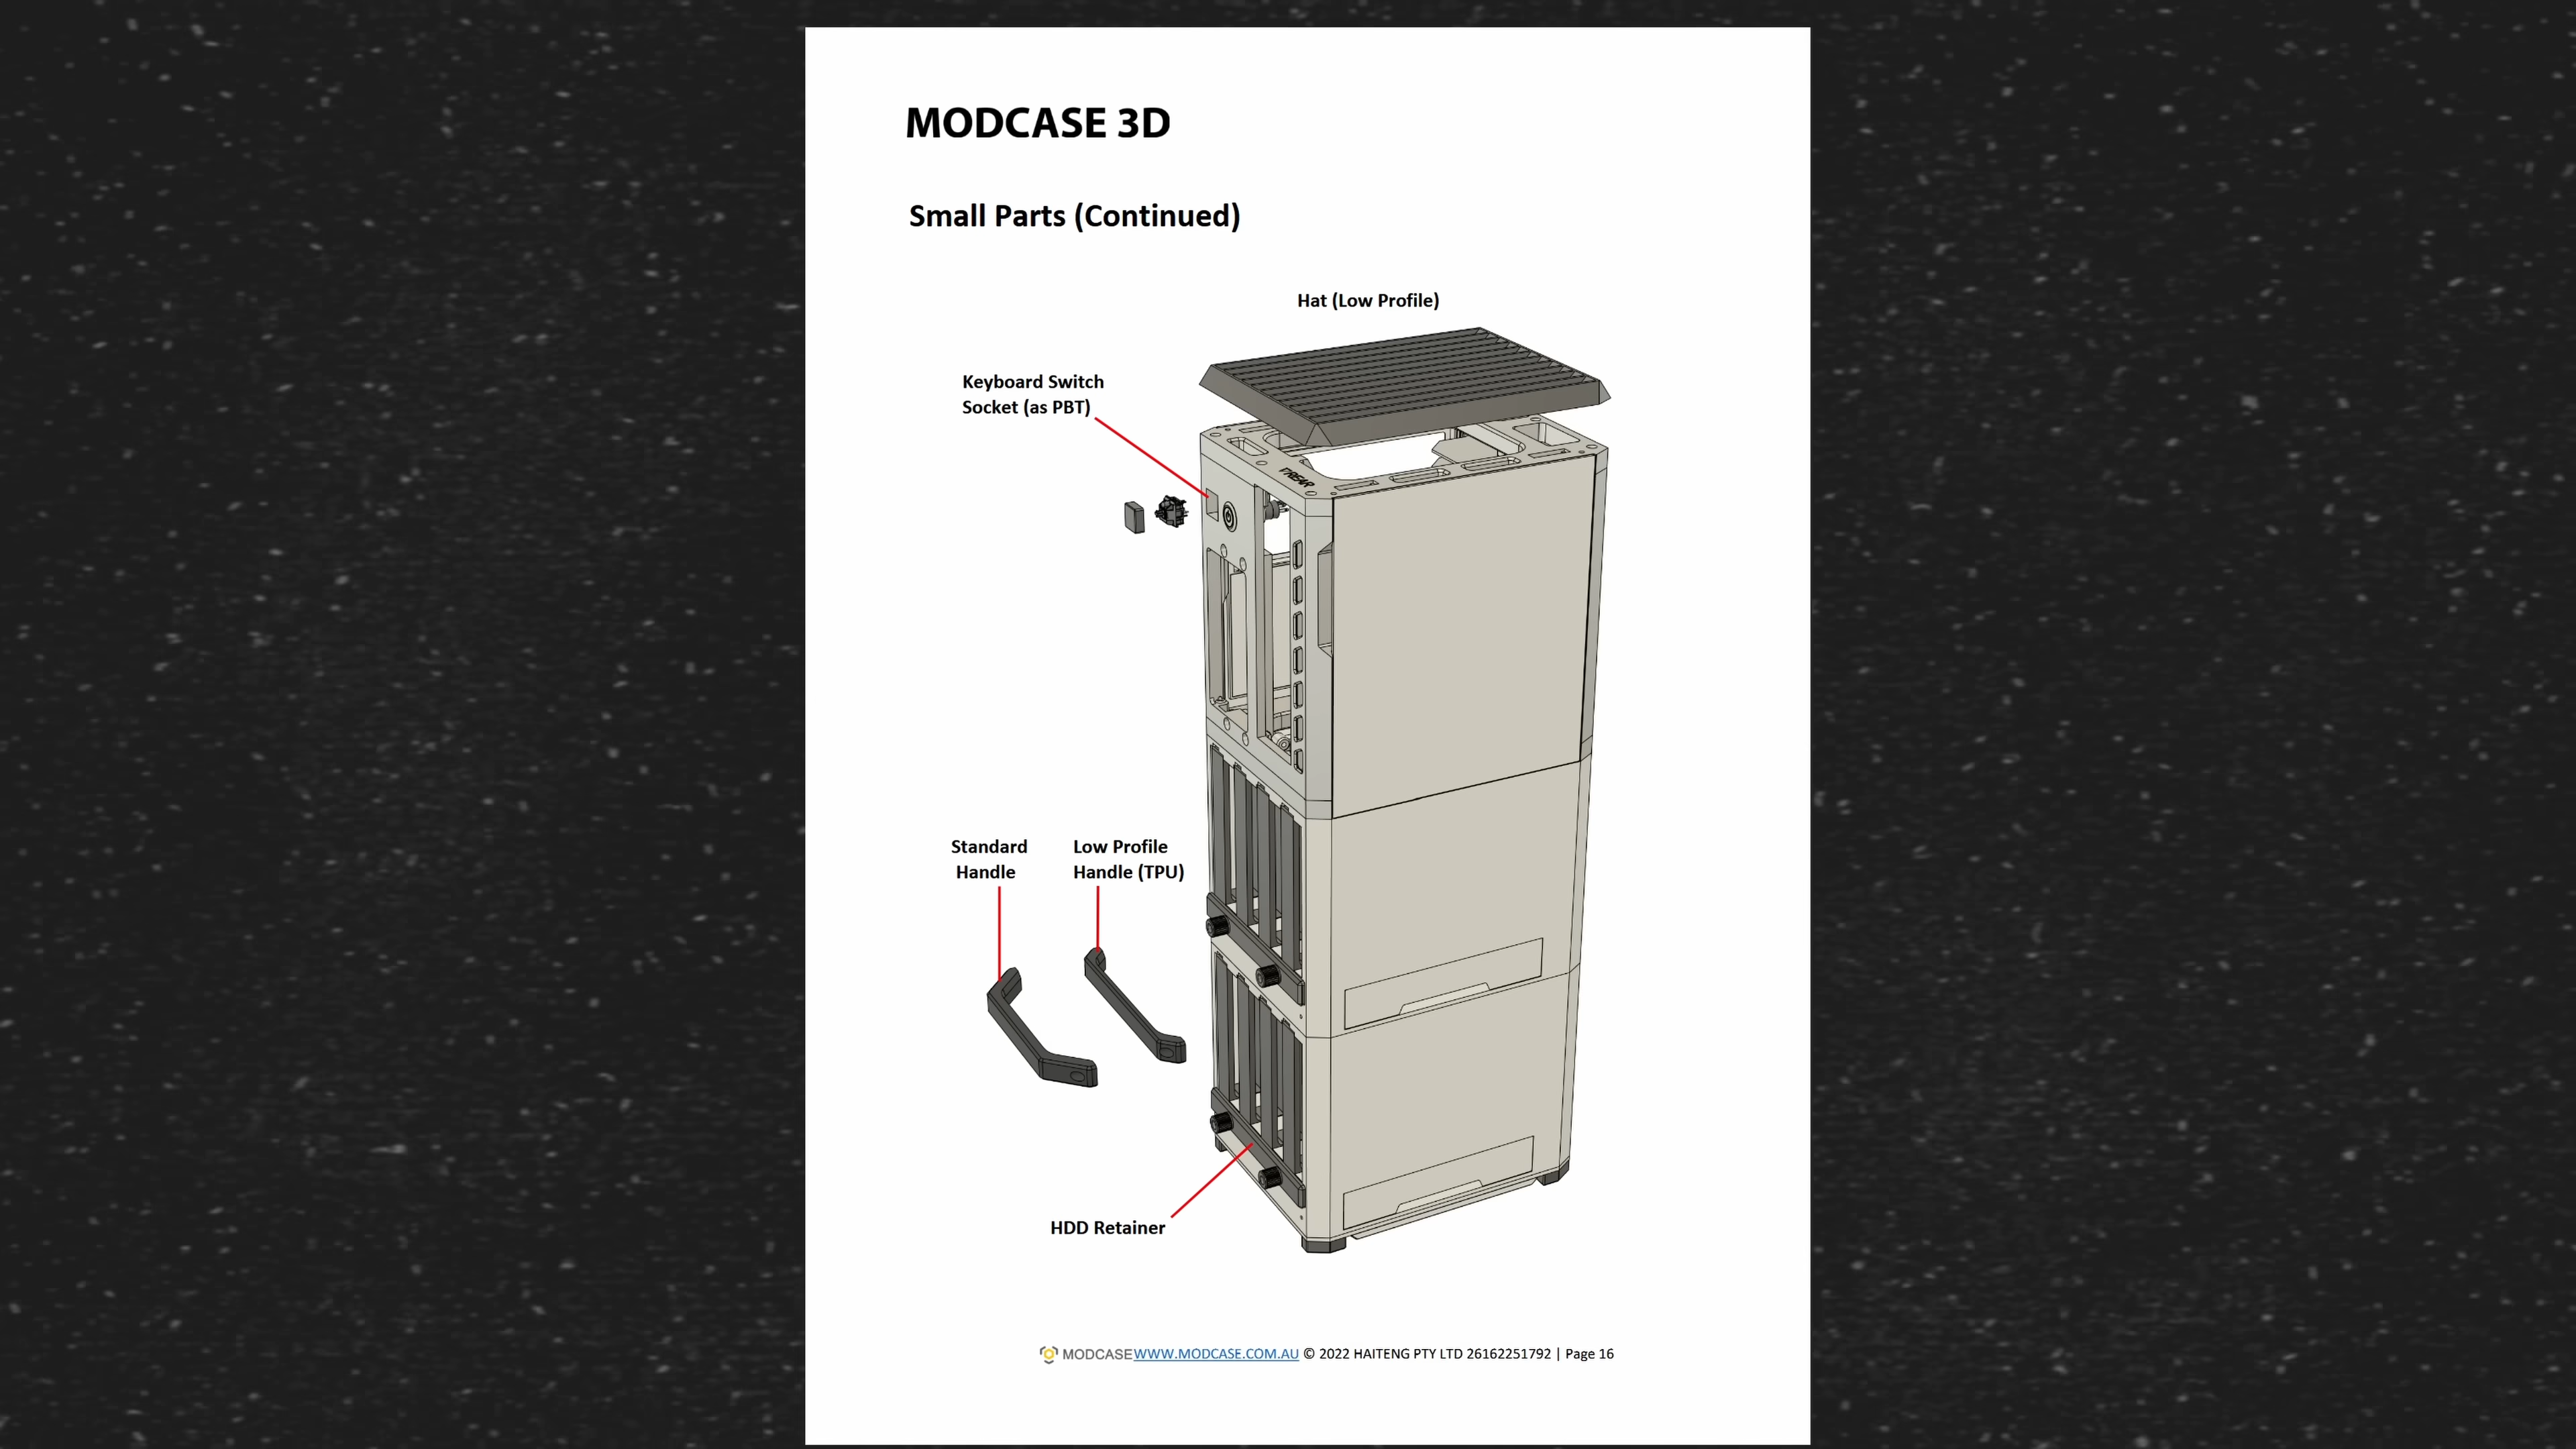 MODCASE 3D
Small Parts (Continued)
Hat (Low Profile)
Keyboard Switch
Socket (as PBT)
Standard
Handle
Low Profile
Handle (TPU)
HDD Retainer
MODCASE WWW.MODCASE.COM.AU © 2022 HAITENG PTY LTD 26162251792 | Page 16